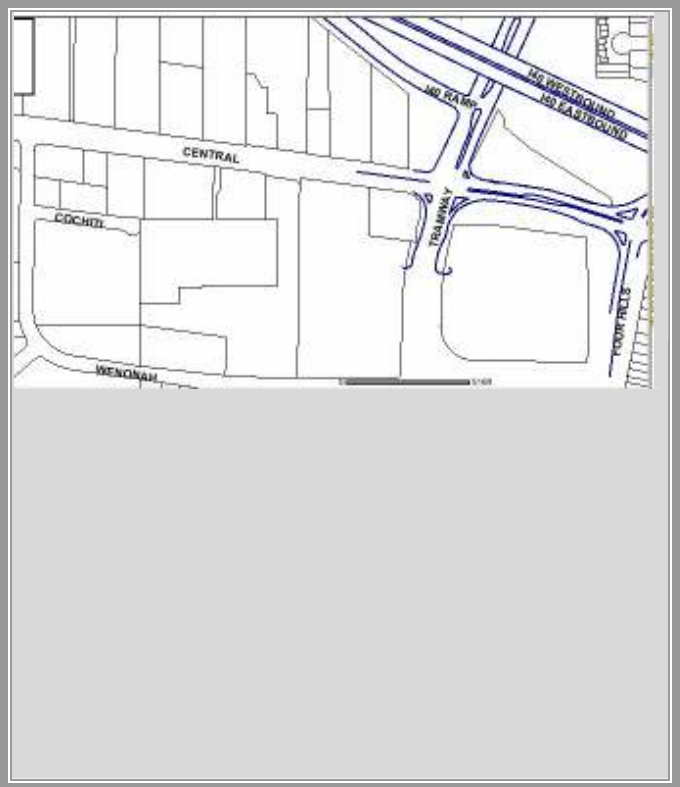 I40 WESTBOUND
I40 EASTBOUND
I40 RAMP
CENTRAL
TRAMWAY
COCHITI
FOUR HILLS
WENONAH